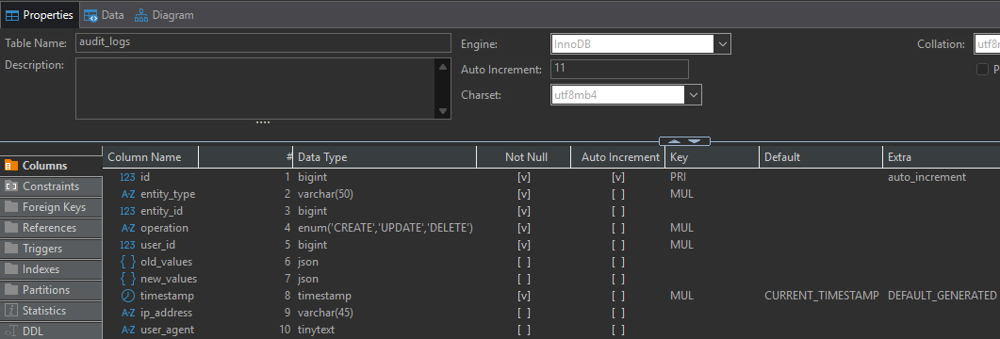 Properties Data Diagram
Table Name: audit_logs Engine: InnoDB Collation: utf8
Description: Auto Increment: 11 P
Charset: utf8mb4
Column Name # Data Type Not Null Auto Increment Key Default Extra
Columns
Constraints
Foreign Keys
References
Triggers
Indexes
Partitions
Statistics
DDL
123 id 1 bigint [v] [v] PRI auto_increment
A-Z entity_type 2 varchar(50) [v] [ ] MUL
123 entity_id 3 bigint [v] [ ]
A-Z operation 4 enum('CREATE','UPDATE','DELETE') [v] [ ] MUL
123 user_id 5 bigint [v] [ ] MUL
{ } old_values 6 json [ ] [ ]
{ } new_values 7 json [ ] [ ]
timestamp 8 timestamp [v] [ ] MUL CURRENT_TIMESTAMP DEFAULT_GENERATED
A-Z ip_address 9 varchar(45) [ ] [ ]
A-Z user_agent 10 tinytext [ ] [ ]